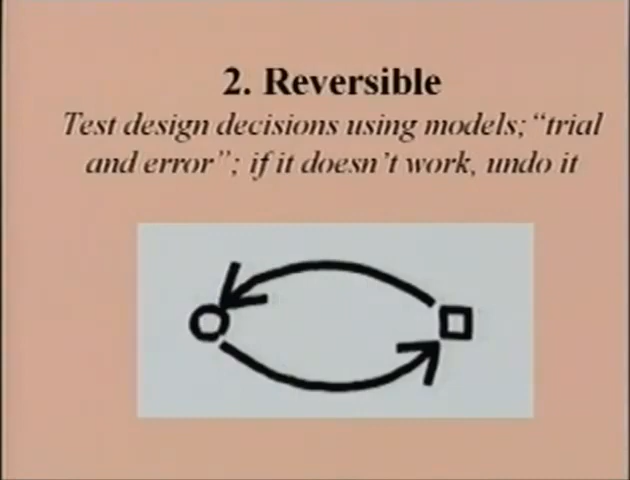 2. Reversible
Test design decisions using models; “trial
and error”; if it doesn’t work, undo it